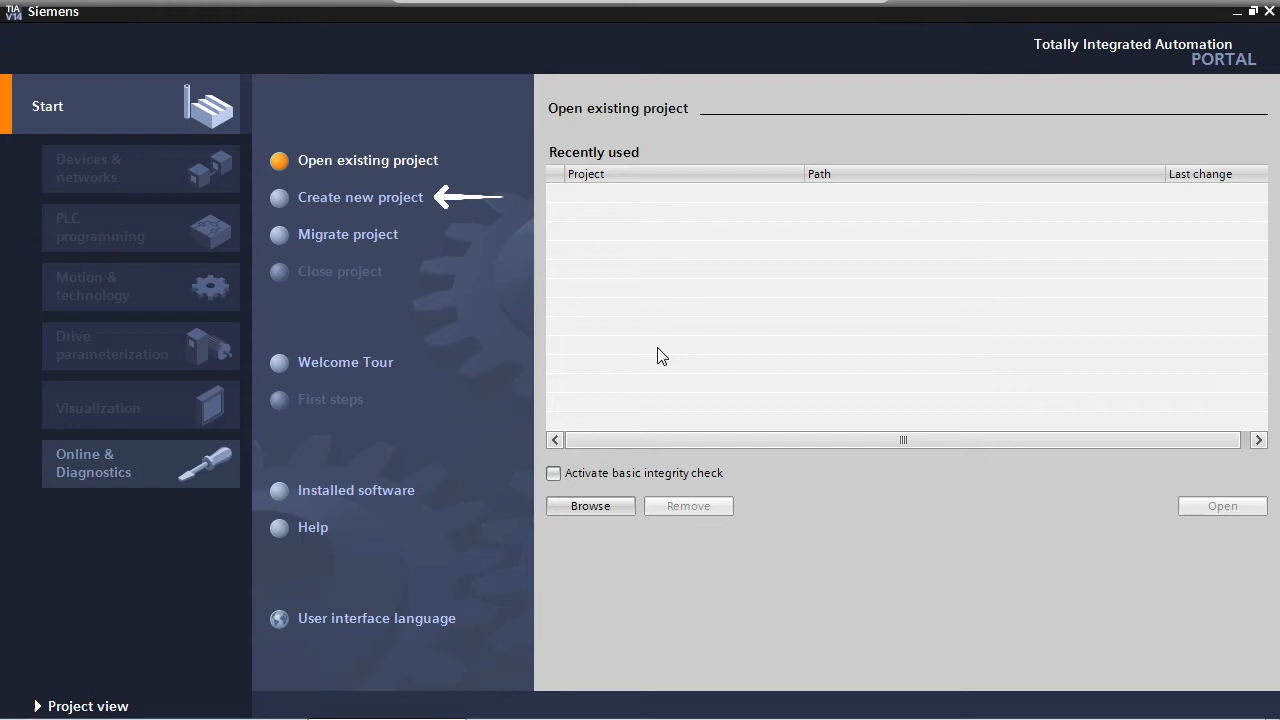 TIA
V14
Siemens
Totally Integrated Automation
PORTAL
Start
Devices &
networks
PLC
programming
Motion &
technology
Drive
parameterization
Visualization
Online &
Diagnostics
Open existing project
Create new project
Migrate project
Close project
Welcome Tour
First steps
Installed software
Help
User interface language
Open existing project
Recently used
Project Path Last change
Activate basic integrity check
Browse Remove Open
Project view